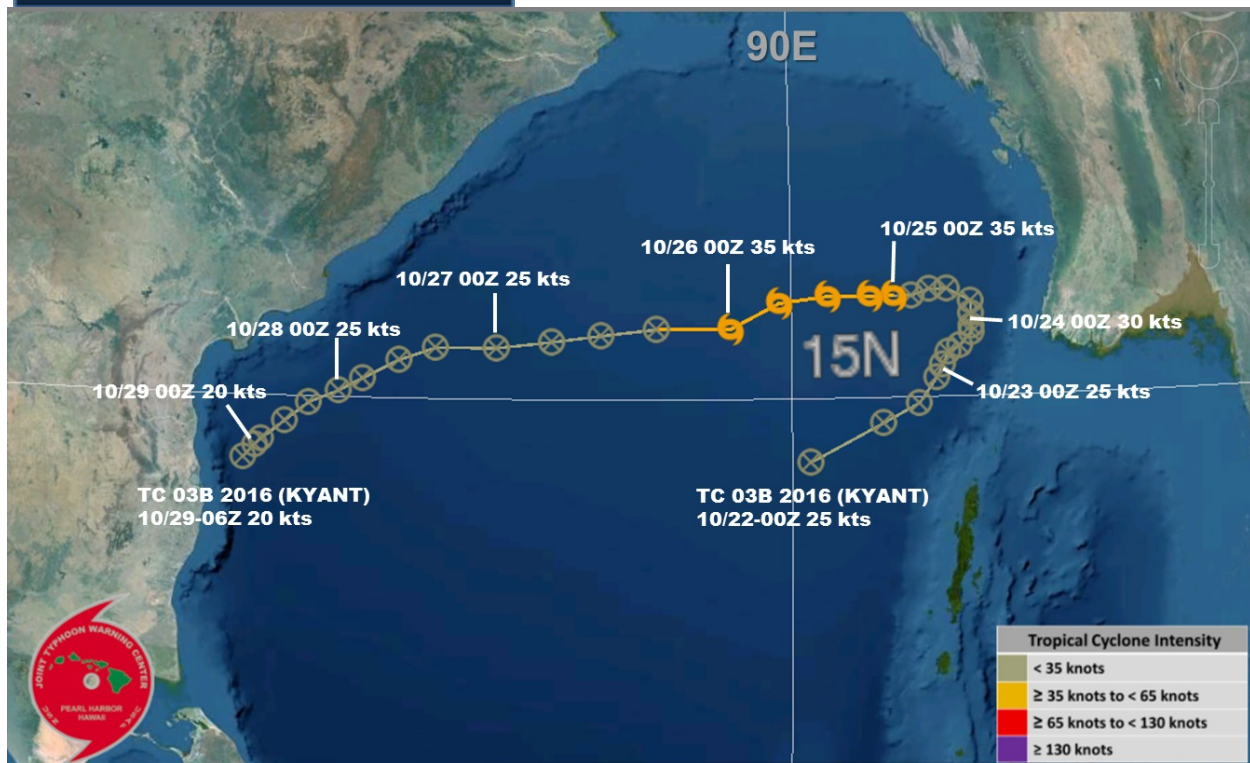 90E
10/25 00Z 35 kts
10/26 00Z 35 kts
10/27 00Z 25 kts
10/28 00Z 25 kts
10/24 00Z 30 kts
15N
10/29 00Z 20 kts
10/23 00Z 25 kts
TC 03B 2016 (KYANT)
10/29-06Z 20 kts
TC 03B 2016 (KYANT)
10/22-00Z 25 kts
JOINT TYPHOON WARNING CENTER
PEARL HARBOR
HAWAII
Tropical Cyclone Intensity
< 35 knots
≥ 35 knots to < 65 knots
≥ 65 knots to < 130 knots
≥ 130 knots